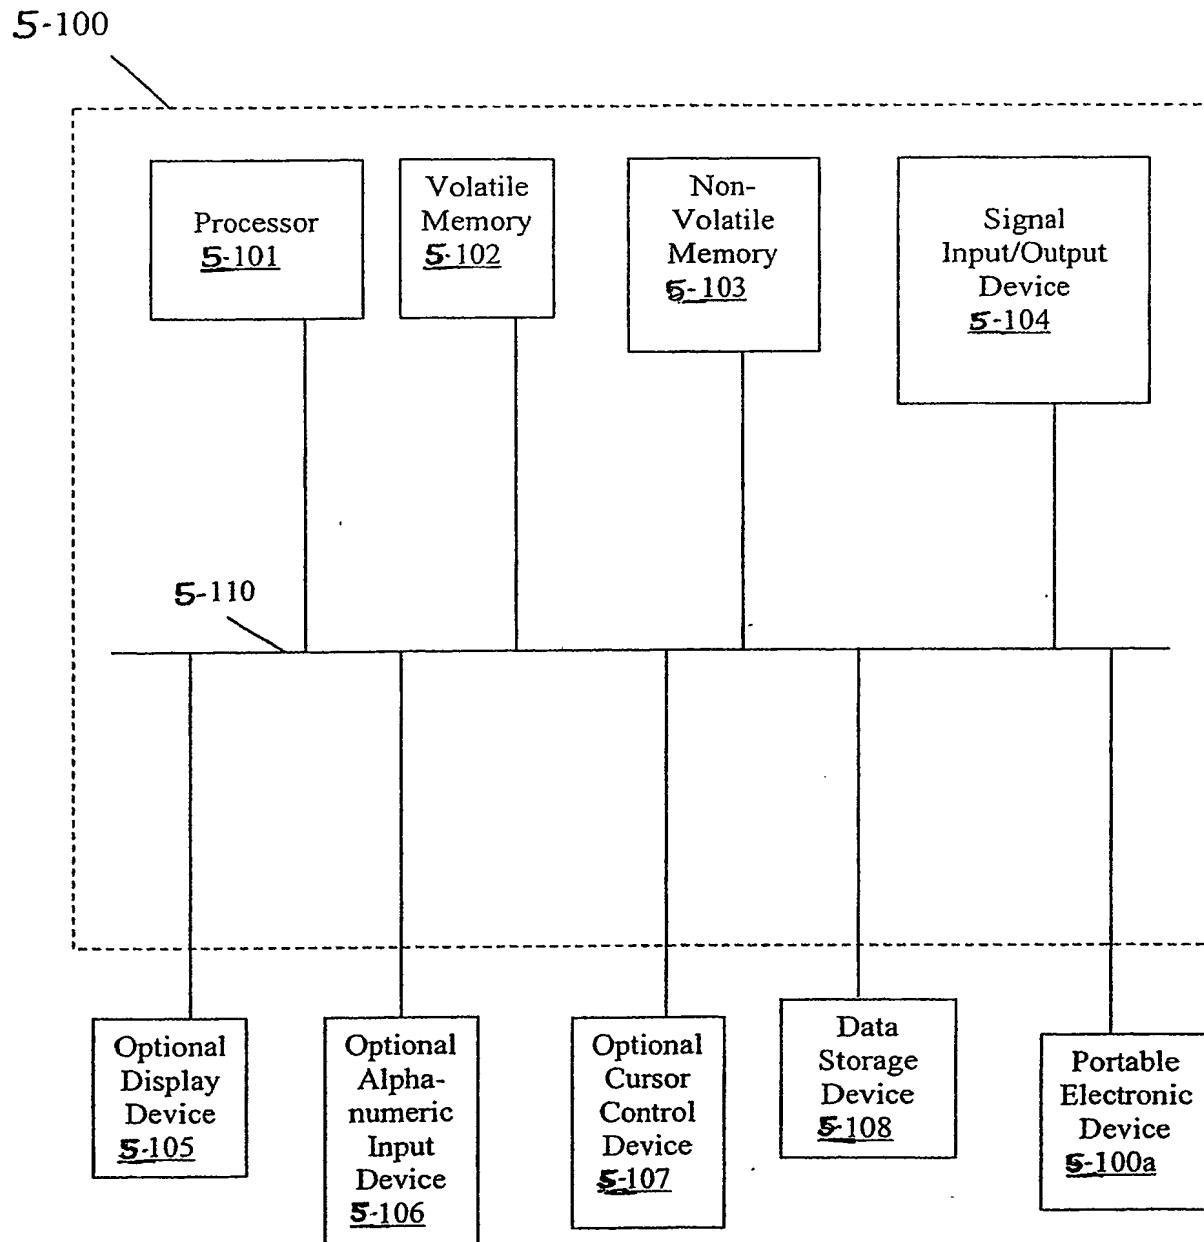 5-100
Processor
5-101
Volatile
Memory
5-102
Non-
Volatile
Memory
5-103
Signal
Input/Output
Device
5-104
5-110
Optional
Display
Device
5-105
Optional
Alpha-
numeric
Input
Device
5-106
Optional
Cursor
Control
Device
5-107
Data
Storage
Device
5-108
Portable
Electronic
Device
5-100a